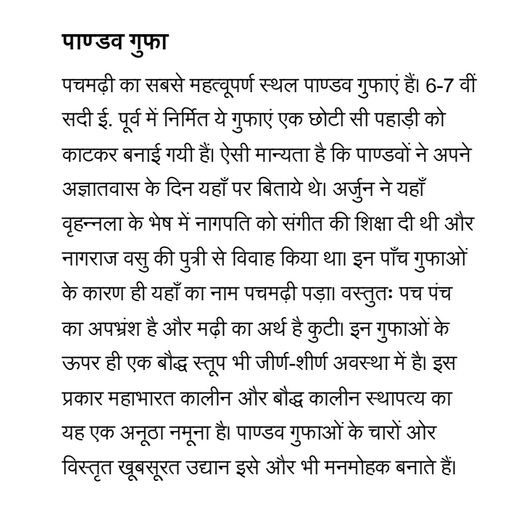 पाण्डव गुफा
पचमढ़ी का सबसे महत्वूपर्ण स्थल पाण्डव गुफाएं हैं। 6-7 वीं
सदी ई. पूर्व में निर्मित ये गुफाएं एक छोटी सी पहाड़ी को
काटकर बनाई गयी हैं। ऐसी मान्यता है कि पाण्डवों ने अपने
अज्ञातवास के दिन यहाँ पर बिताये थे। अर्जुन ने यहाँ
वृहन्नला के भेष में नागपति को संगीत की शिक्षा दी थी और
नागराज वसु की पुत्री से विवाह किया था। इन पाँच गुफाओं
के कारण ही यहाँ का नाम पचमढ़ी पड़ा। वस्तुतः पच पंच
का अपभ्रंश है और मढ़ी का अर्थ है कुटी। इन गुफाओं के
ऊपर ही एक बौद्ध स्तूप भी जीर्ण-शीर्ण अवस्था में है। इस
प्रकार महाभारत कालीन और बौद्ध कालीन स्थापत्य का
यह एक अनूठा नमूना है। पाण्डव गुफाओं के चारों ओर
विस्तृत खूबसूरत उद्यान इसे और भी मनमोहक बनाते हैं।